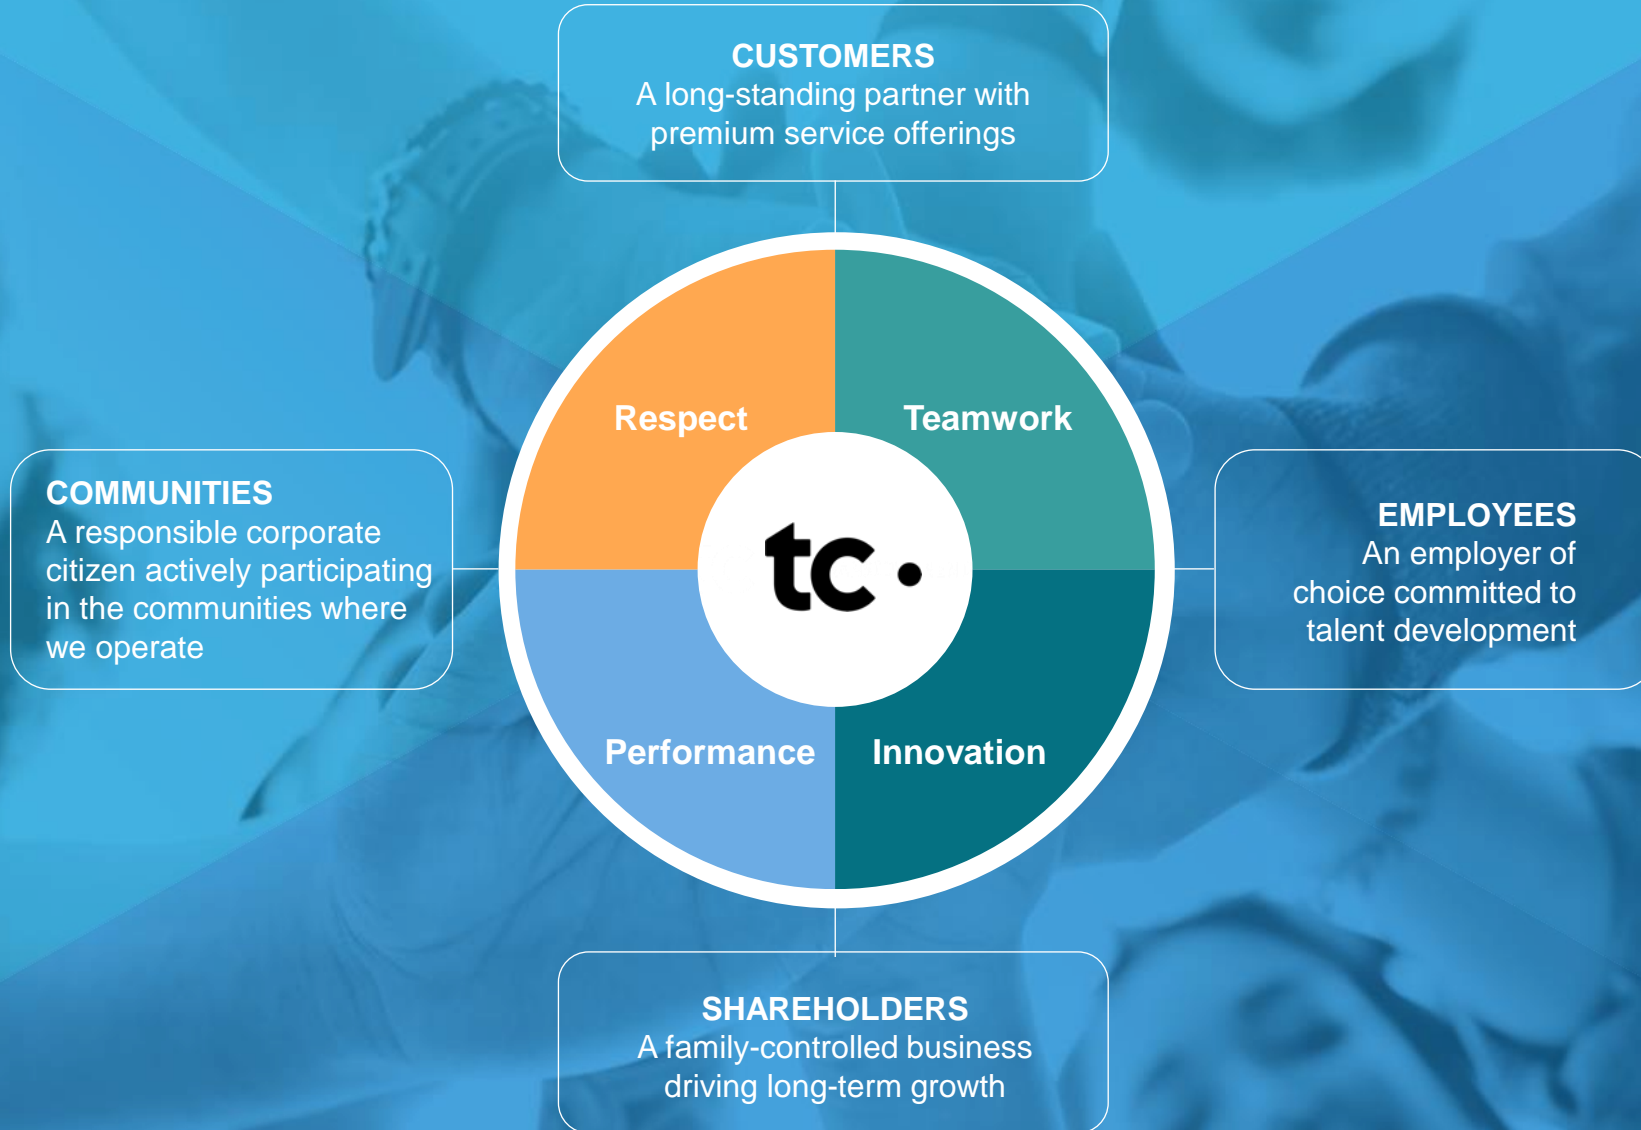 CUSTOMERS
A long-standing partner with
premium service offerings
Respect
Teamwork
COMMUNITIES
A responsible corporate
citizen actively participating
in the communities where
we operate
tc.
EMPLOYEES
An employer of
choice committed to
talent development
Performance
Innovation
SHAREHOLDERS
A family-controlled business
driving long-term growth